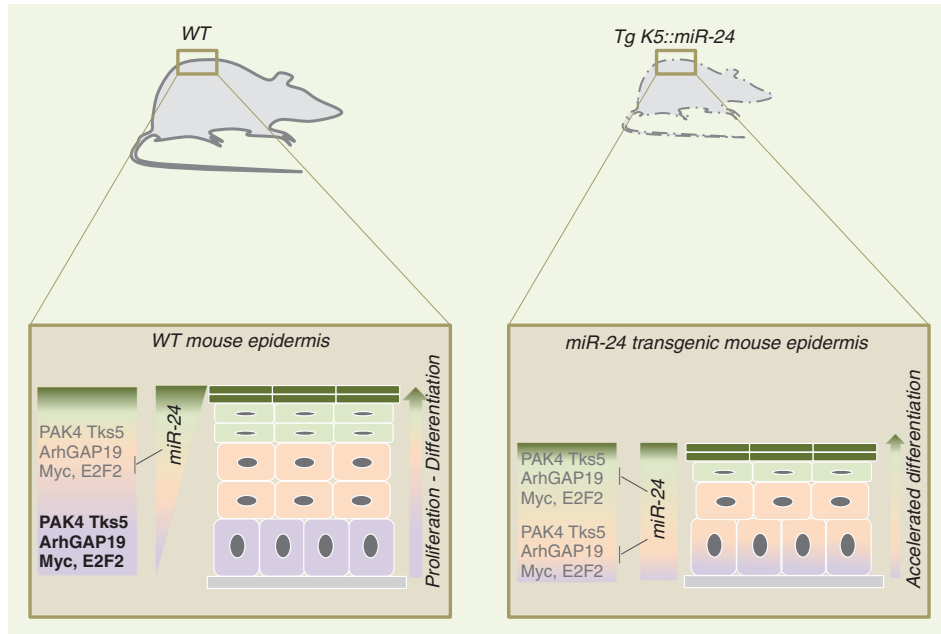 WT
Tg K5::miR-24
WT mouse epidermis
PAK4 Tks5
ArhGAP19
Myc, E2F2
PAK4 Tks5
ArhGAP19
Myc, E2F2
miR-24
Proliferation - Differentiation
miR-24 transgenic mouse epidermis
PAK4 Tks5
ArhGAP19
Myc, E2F2
PAK4 Tks5
ArhGAP19
Myc, E2F2
miR-24
Accelerated differentiation